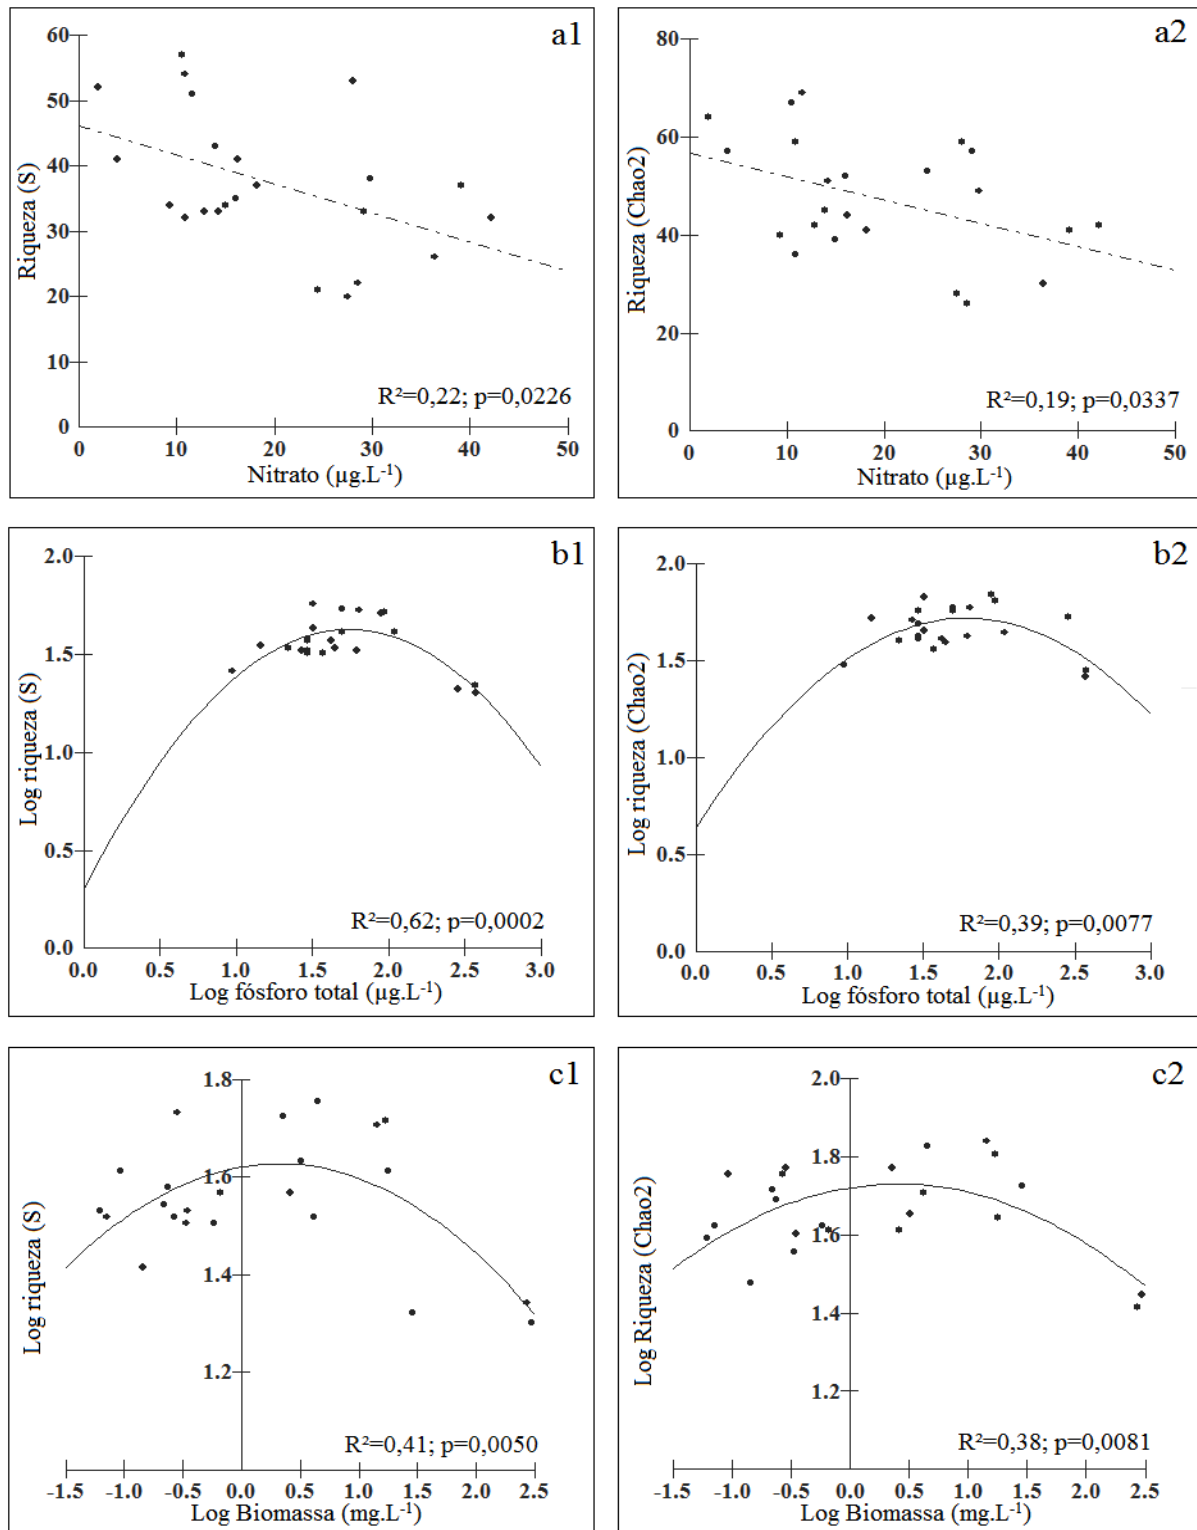 a1
60
50
40
30
20
10
0
Riqueza (S)
R²=0,22; p=0,0226
0 10 20 30 40 50
Nitrato (µg.L⁻¹)
a2
80
60
40
20
0
Riqueza (Chao2)
R²=0,19; p=0,0337
0 10 20 30 40 50
Nitrato (µg.L⁻¹)
b1
2.0
1.5
1.0
0.5
0.0
Log riqueza (S)
R²=0,62; p=0,0002
0.0 0.5 1.0 1.5 2.0 2.5 3.0
Log fósforo total (µg.L⁻¹)
b2
2.0
1.5
1.0
0.5
0.0
Log riqueza (Chao2)
R²=0,39; p=0,0077
0.0 0.5 1.0 1.5 2.0 2.5 3.0
Log fósforo total (µg.L⁻¹)
c1
1.8
1.6
1.4
1.2
Log riqueza (S)
R²=0,41; p=0,0050
-1.5 -1.0 -0.5 0.0 0.5 1.0 1.5 2.0 2.5
Log Biomassa (mg.L⁻¹)
c2
2.0
1.8
1.6
1.4
1.2
Log Riqueza (Chao2)
R²=0,38; p=0,0081
-1.5 -1.0 -0.5 0.0 0.5 1.0 1.5 2.0 2.5
Log Biomassa (mg.L⁻¹)